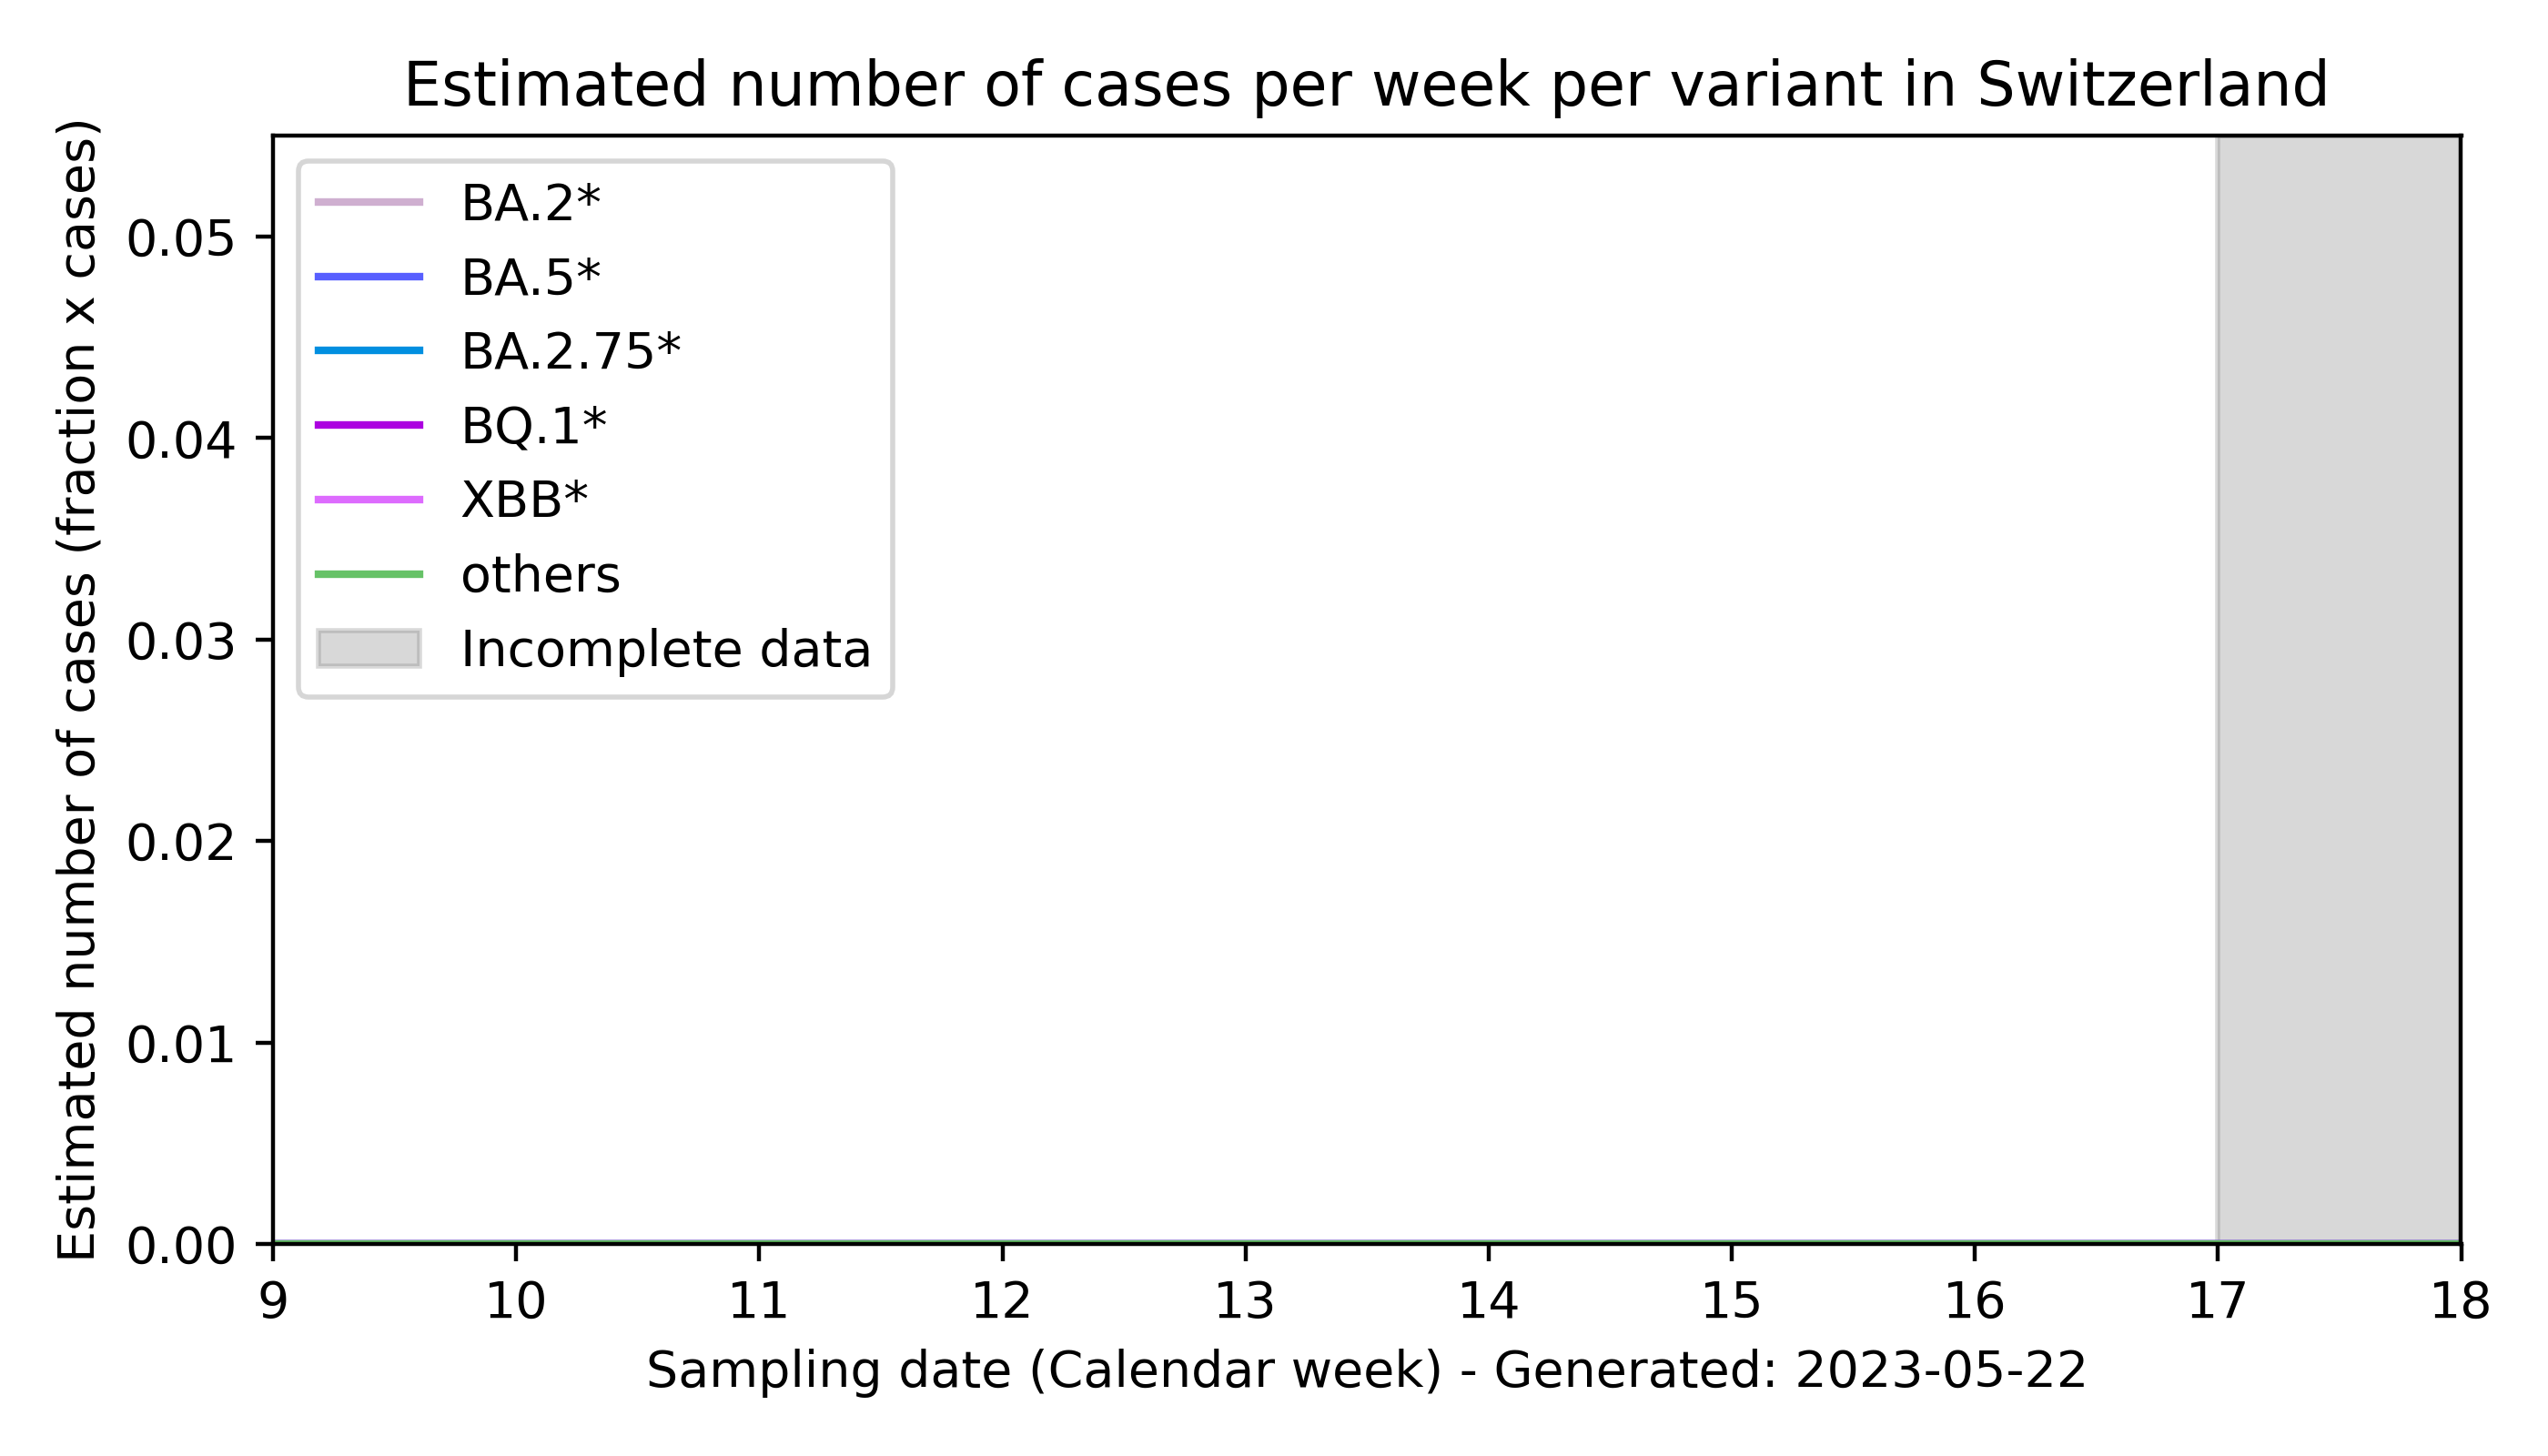 Estimated number of cases per week per variant in Switzerland
Estimated number of cases (fraction x cases)
0.05
0.04
0.03
0.02
0.01
0.00
BA.2*
BA.5*
BA.2.75*
BQ.1*
XBB*
others
Incomplete data
9 10 11 12 13 14 15 16 17 18
Sampling date (Calendar week) - Generated: 2023-05-22